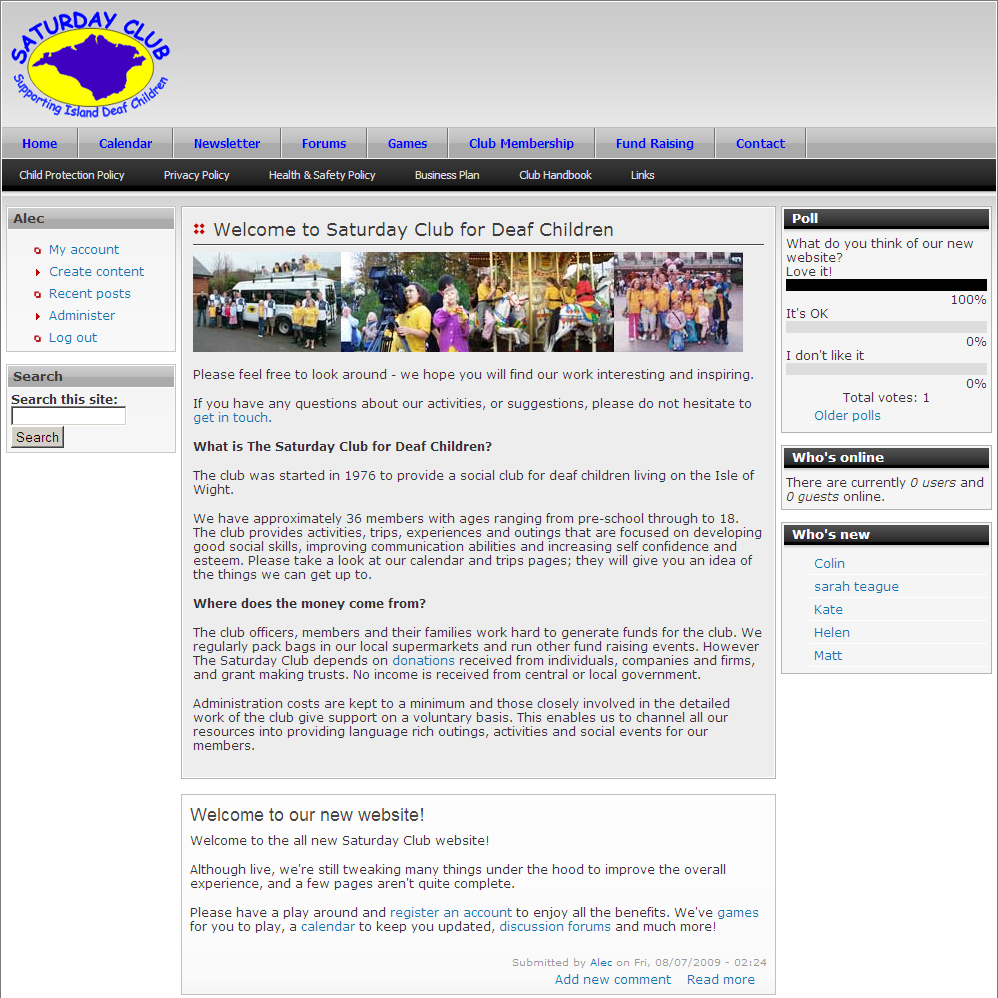 SATURDAY CLUB
Supporting Island Deaf Children
Home
Calendar
Newsletter
Forums
Games
Club Membership
Fund Raising
Contact
Child Protection Policy
Privacy Policy
Health & Safety Policy
Business Plan
Club Handbook
Links
Alec
My account
Create content
Recent posts
Administer
Log out
Search
Search this site:
Search
Welcome to Saturday Club for Deaf Children
Please feel free to look around - we hope you will find our work interesting and inspiring.
If you have any questions about our activities, or suggestions, please do not hesitate to
get in touch.
What is The Saturday Club for Deaf Children?
The club was started in 1976 to provide a social club for deaf children living on the Isle of
Wight.
We have approximately 36 members with ages ranging from pre-school through to 18.
The club provides activities, trips, experiences and outings that are focused on developing
good social skills, improving communication abilities and increasing self confidence and
esteem. Please take a look at our calendar and trips pages; they will give you an idea of
the things we can get up to.
Where does the money come from?
The club officers, members and their families work hard to generate funds for the club. We
regularly pack bags in our local supermarkets and run other fund raising events. However
The Saturday Club depends on donations received from individuals, companies and firms,
and grant making trusts. No income is received from central or local government.
Administration costs are kept to a minimum and those closely involved in the detailed
work of the club give support on a voluntary basis. This enables us to channel all our
resources into providing language rich outings, activities and social events for our
members.
Welcome to our new website!
Welcome to the all new Saturday Club website!
Although live, we're still tweaking many things under the hood to improve the overall
experience, and a few pages aren't quite complete.
Please have a play around and register an account to enjoy all the benefits. We've games
for you to play, a calendar to keep you updated, discussion forums and much more!
Submitted by Alec on Fri, 08/07/2009 - 02:24
Add new comment
Read more
Poll
What do you think of our new
website?
Love it!
100%
It's OK
0%
I don't like it
0%
Total votes: 1
Older polls
Who's online
There are currently 0 users and
0 guests online.
Who's new
Colin
sarah teague
Kate
Helen
Matt